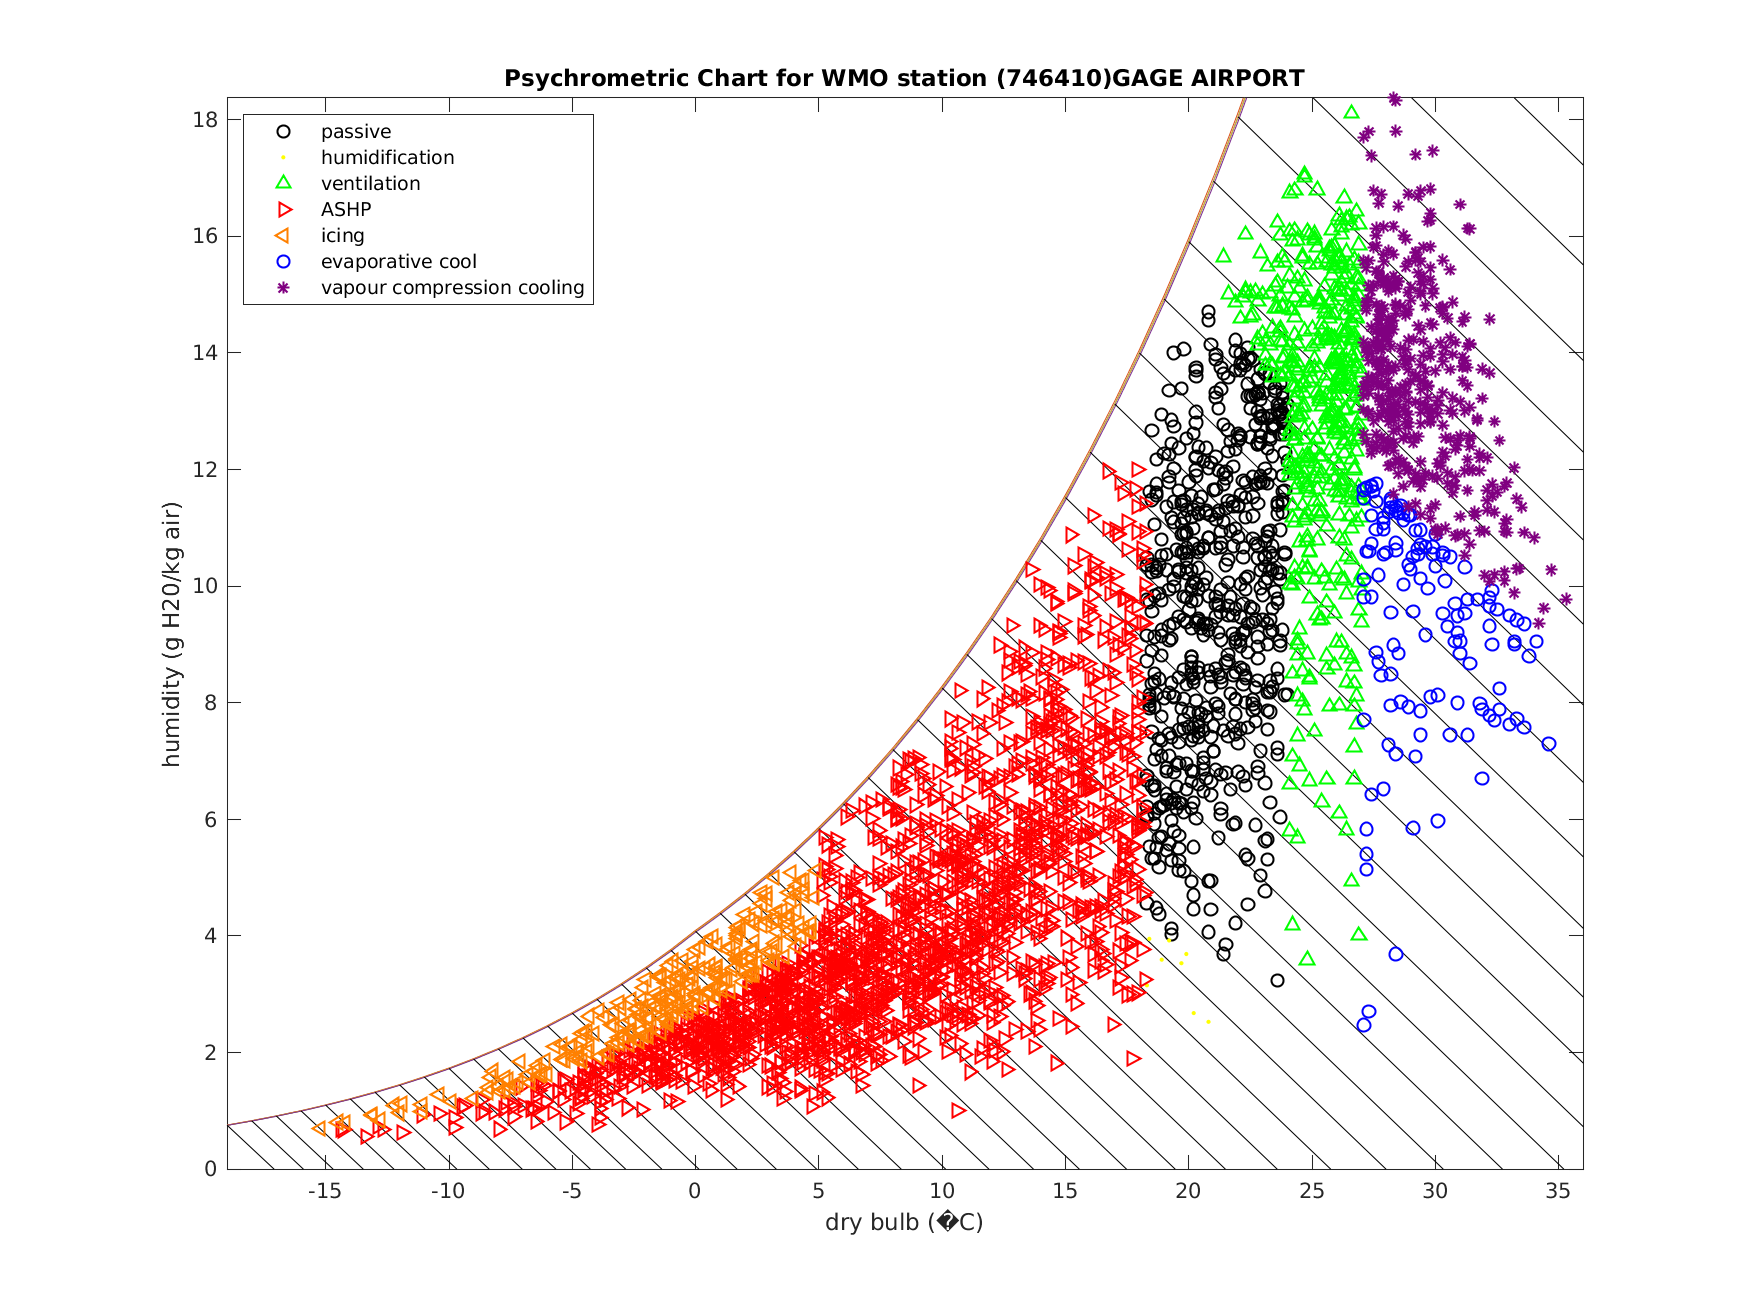 Psychrometric Chart for WMO station (746410)GAGE AIRPORT
passive
humidification
ventilation
ASHP
icing
evaporative cool
vapour compression cooling
humidity (g H20/kg air)
18
16
14
12
10
8
6
4
2
0
-15 -10 -5 0 5 10 15 20 25 30 35
dry bulb (�C)